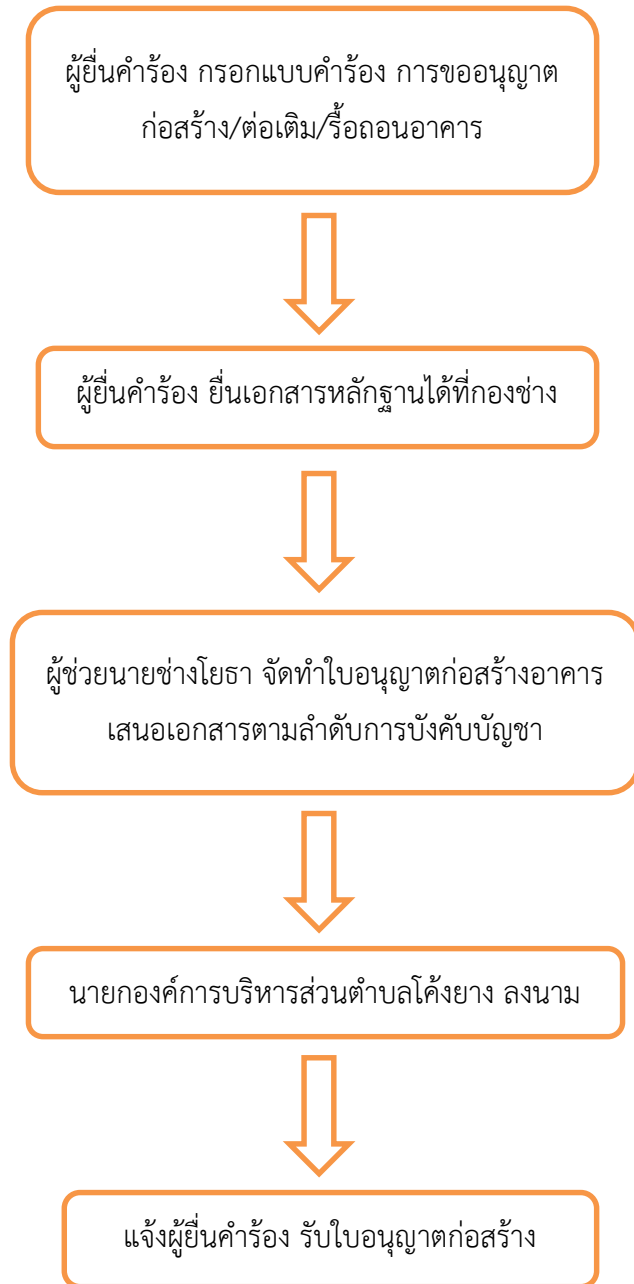 ผู้ยื่นคำร้อง กรอกแบบคำร้อง การขออนุญาต
ก่อสร้าง/ต่อเติม/รื้อถอนอาคาร
ผู้ยื่นคำร้อง ยื่นเอกสารหลักฐานได้ที่กองช่าง
ผู้ช่วยนายช่างโยธา จัดทำใบอนุญาตก่อสร้างอาคาร
เสนอเอกสารตามลำดับการบังคับบัญชา
นายกองค์การบริหารส่วนตำบลโค้งยาง ลงนาม
แจ้งผู้ยื่นคำร้อง รับใบอนุญาตก่อสร้าง